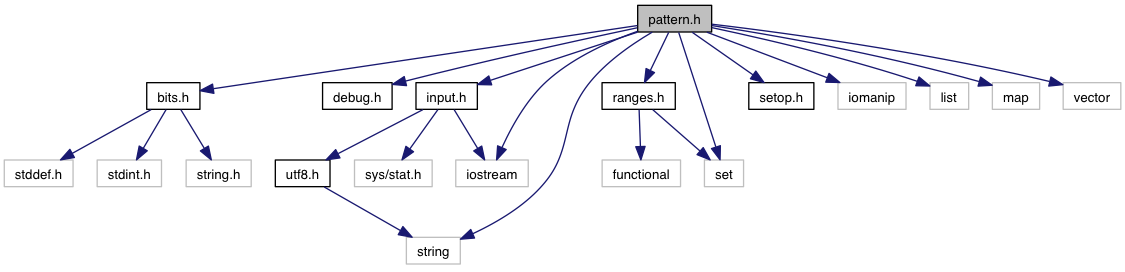 pattern.h
bits.h
debug.h
input.h
ranges.h
setop.h
iomanip
list
map
vector
stddef.h
stdint.h
string.h
utf8.h
sys/stat.h
iostream
functional
set
string